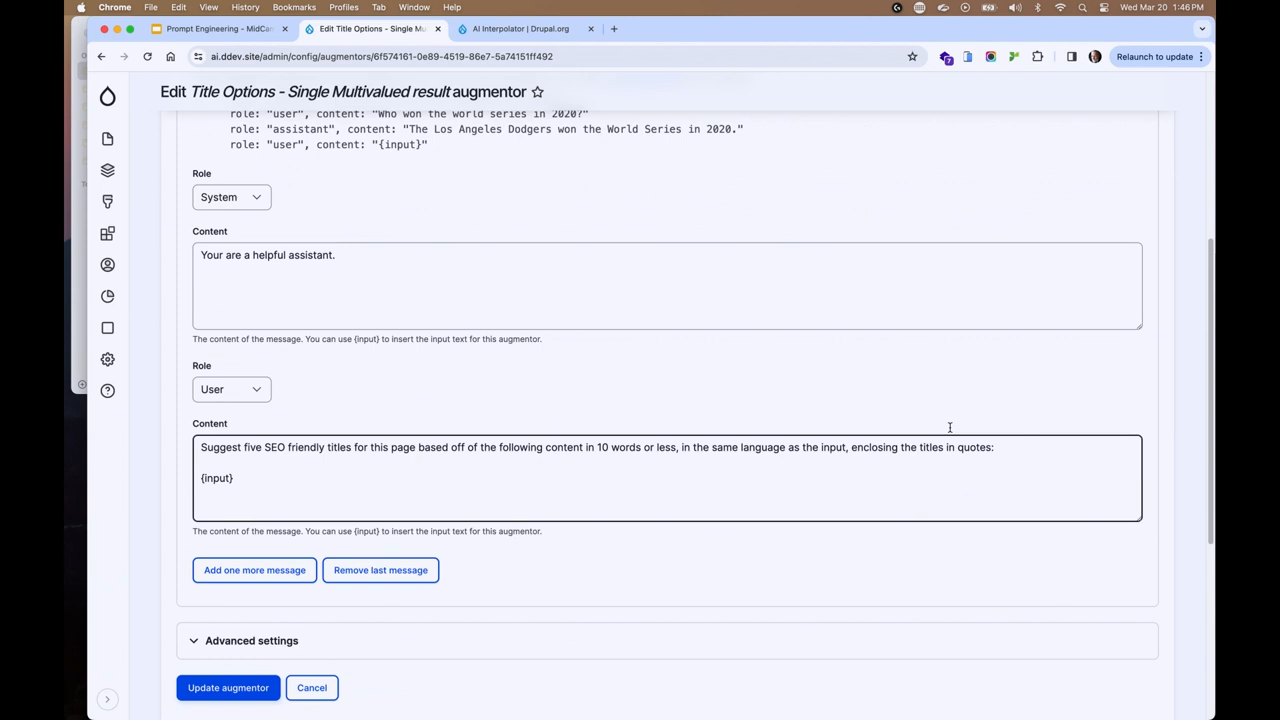 Chrome File Edit View History Bookmarks Profiles Tab Window Help Wed Mar 20 1:46 PM
Prompt Engineering - MidCam
Edit Title Options - Single Mu
AI Interpolator | Drupal.org
ai.ddev.site/admin/config/augmentors/6f574161-0e89-4519-86e7-5a74151ff492
Relaunch to update
Edit Title Options - Single Multivalued result augmentor
role: "user", content: "Who won the world series in 2020?"
role: "assistant", content: "The Los Angeles Dodgers won the World Series in 2020."
role: "user", content: "{input}"
Role
System
Content
Your are a helpful assistant.
The content of the message. You can use {input} to insert the input text for this augmentor.
Role
User
Content
Suggest five SEO friendly titles for this page based off of the following content in 10 words or less, in the same language as the input, enclosing the titles in quotes:
{input}
The content of the message. You can use {input} to insert the input text for this augmentor.
Add one more message
Remove last message
Advanced settings
Update augmentor
Cancel